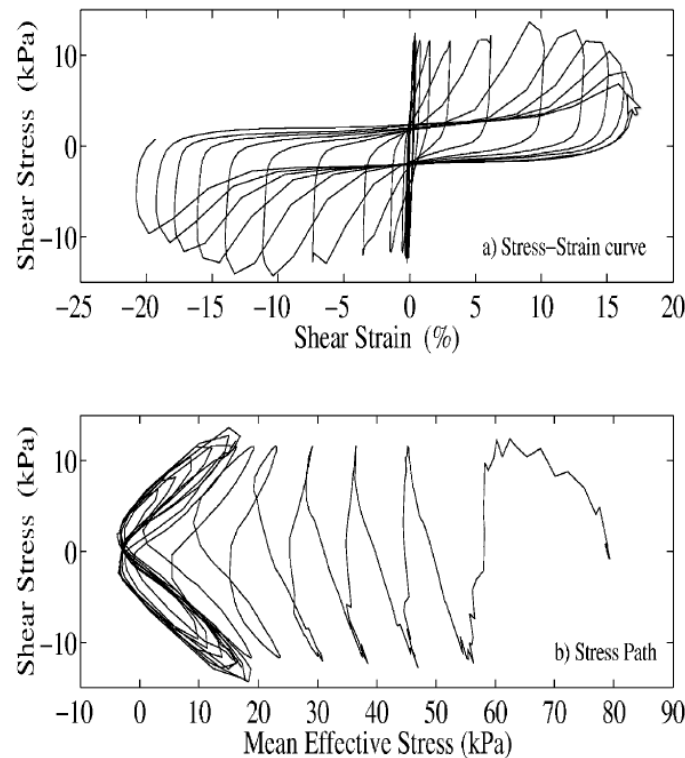 Shear Stress (kPa)
10
0
−10
a) Stress−Strain curve
−25 −20 −15 −10 −5 0 5 10 15 20
Shear Strain (%)
Shear Stress (kPa)
10
0
−10
b) Stress Path
−10 0 10 20 30 40 50 60 70 80 90
Mean Effective Stress (kPa)